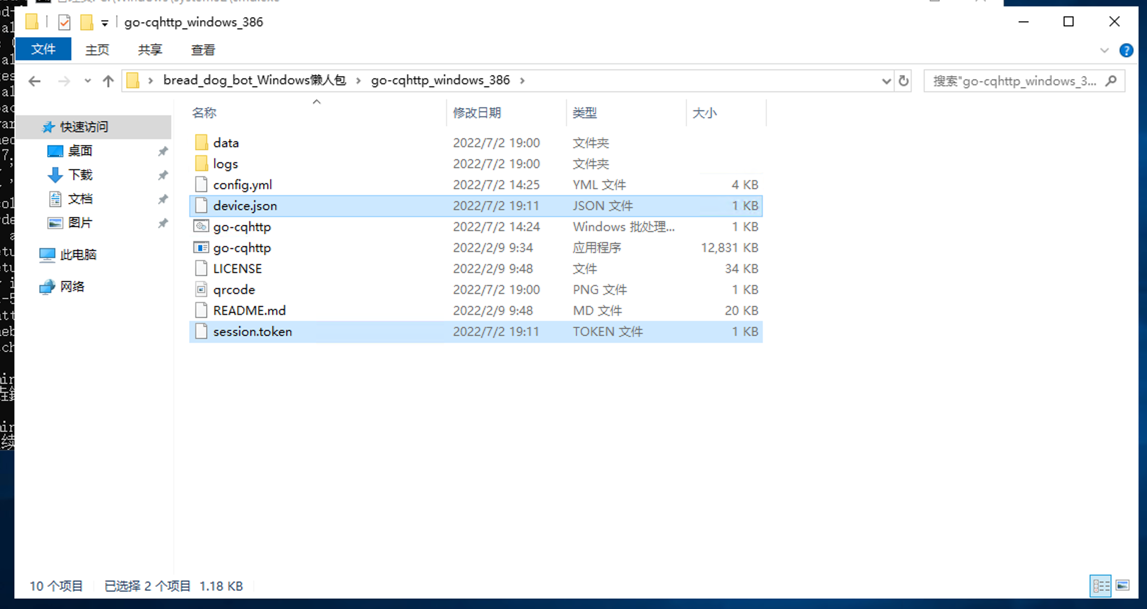 go-cqhttp_windows_386
文件 主页 共享 查看
bread_dog_bot_Windows懒人包 go-cqhttp_windows_386 搜索"go-cqhttp_windows_3...
名称 修改日期 类型 大小
快速访问
桌面
下载
文档
图片
此电脑
网络
data 2022/7/2 19:00 文件夹
logs 2022/7/2 19:00 文件夹
config.yml 2022/7/2 14:25 YML 文件 4 KB
device.json 2022/7/2 19:11 JSON 文件 1 KB
go-cqhttp 2022/7/2 14:24 Windows 批处理... 1 KB
go-cqhttp 2022/2/9 9:34 应用程序 12,831 KB
LICENSE 2022/2/9 9:48 文件 34 KB
qrcode 2022/7/2 19:00 PNG 文件 1 KB
README.md 2022/2/9 9:48 MD 文件 20 KB
session.token 2022/7/2 19:11 TOKEN 文件 1 KB
10 个项目 已选择 2 个项目 1.18 KB